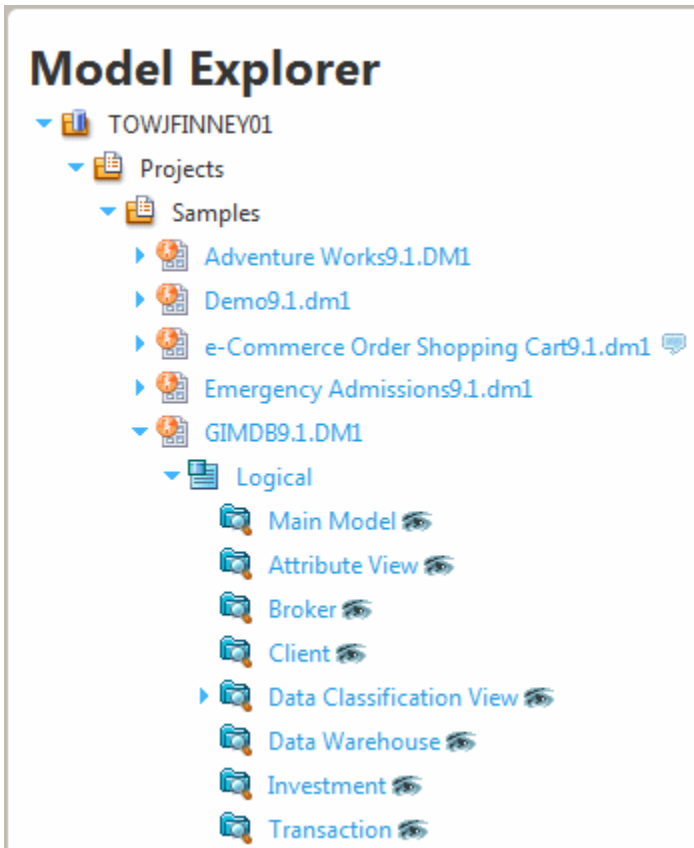 Model Explorer
TOWJFINNEY01
Projects
Samples
Adventure Works9.1.DM1
Demo9.1.dm1
e-Commerce Order Shopping Cart9.1.dm1
Emergency Admissions9.1.dm1
GIMDB9.1.DM1
Logical
Main Model
Attribute View
Broker
Client
Data Classification View
Data Warehouse
Investment
Transaction